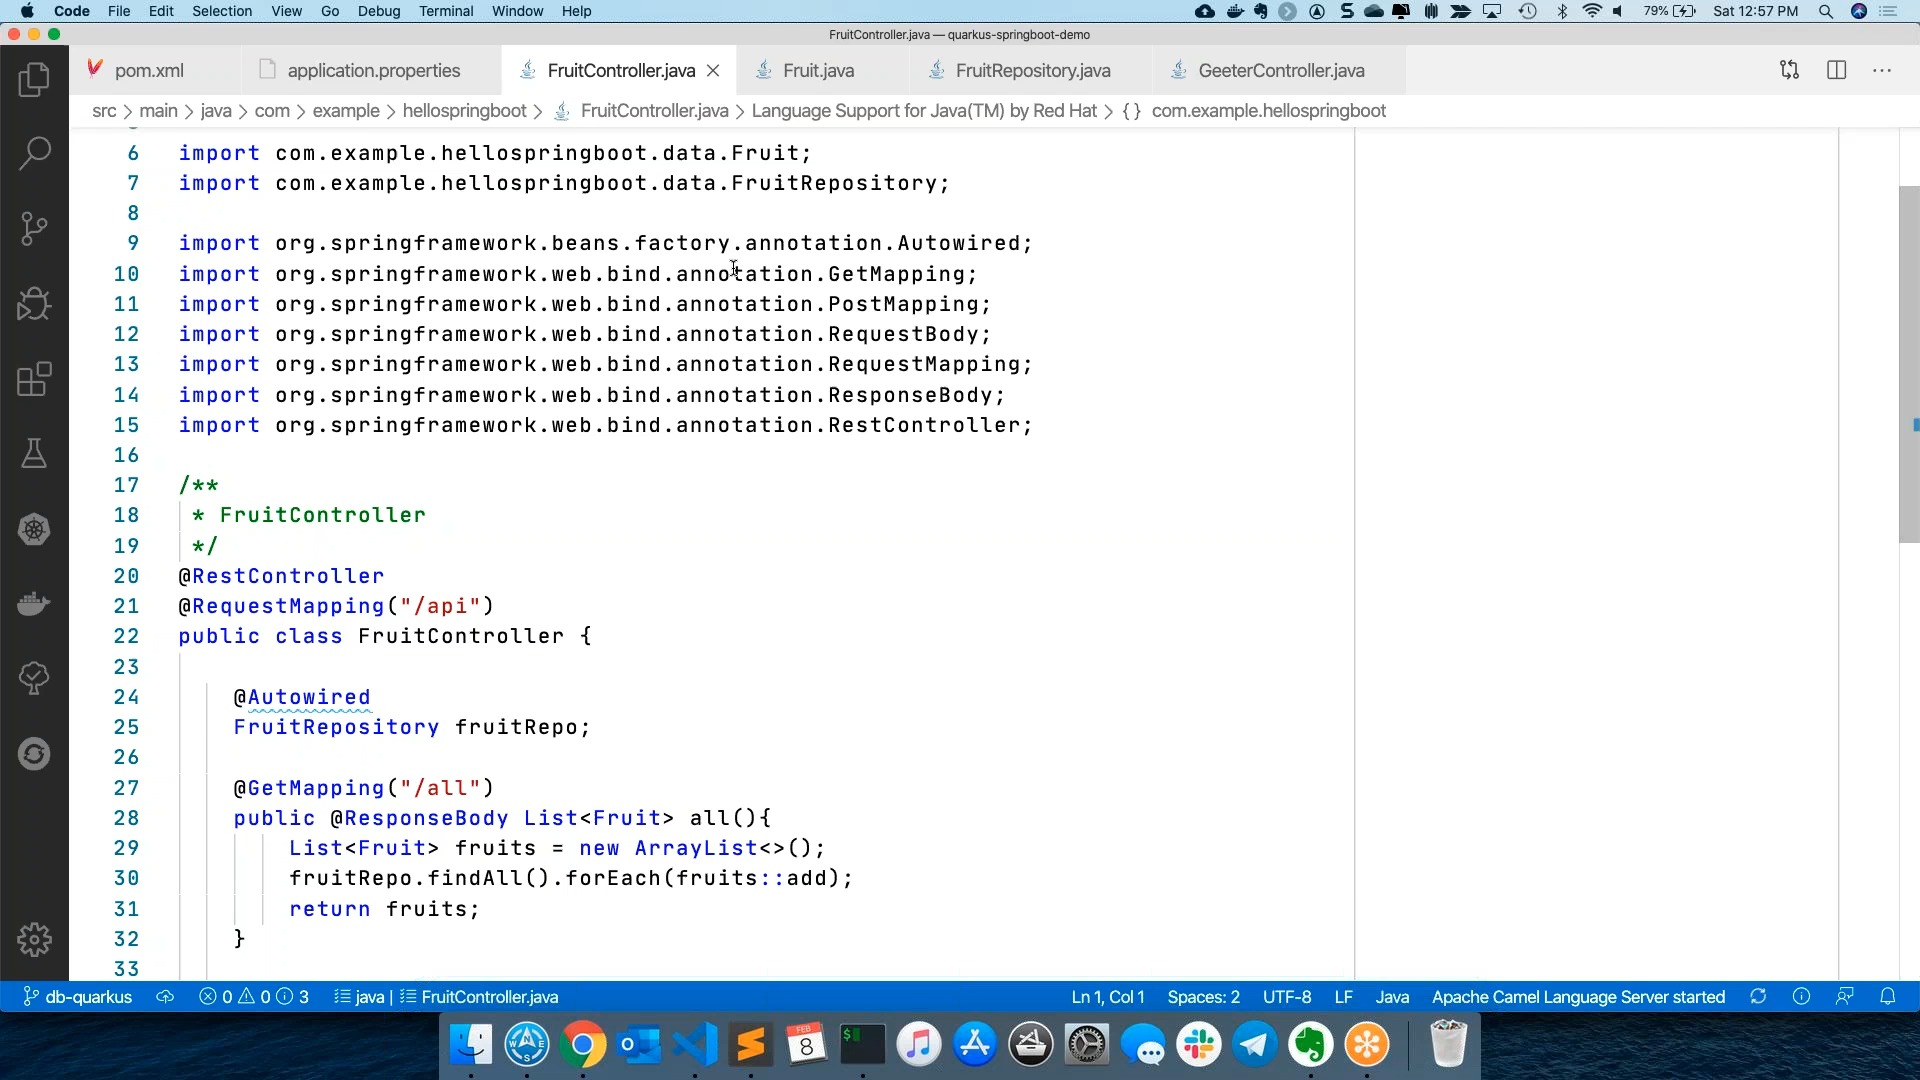 Code File Edit Selection View Go Debug Terminal Window Help 79% Sat 12:57 PM
FruitController.java — quarkus-springboot-demo
pom.xml application.properties FruitController.java Fruit.java FruitRepository.java GeeterController.java
src > main > java > com > example > hellospringboot > FruitController.java > Language Support for Java(TM) by Red Hat > {} com.example.hellospringboot
6 import com.example.hellospringboot.data.Fruit;
7 import com.example.hellospringboot.data.FruitRepository;
8
9 import org.springframework.beans.factory.annotation.Autowired;
10 import org.springframework.web.bind.annotation.GetMapping;
11 import org.springframework.web.bind.annotation.PostMapping;
12 import org.springframework.web.bind.annotation.RequestBody;
13 import org.springframework.web.bind.annotation.RequestMapping;
14 import org.springframework.web.bind.annotation.ResponseBody;
15 import org.springframework.web.bind.annotation.RestController;
16
17 /**
18 * FruitController
19 */
20 @RestController
21 @RequestMapping("/api")
22 public class FruitController {
23
24 @Autowired
25 FruitRepository fruitRepo;
26
27 @GetMapping("/all")
28 public @ResponseBody List<Fruit> all(){
29 List<Fruit> fruits = new ArrayList<>();
30 fruitRepo.findAll().forEach(fruits::add);
31 return fruits;
32 }
33
db-quarkus 0 0 3 java | FruitController.java Ln 1, Col 1 Spaces: 2 UTF-8 LF Java Apache Camel Language Server started
FEB
8